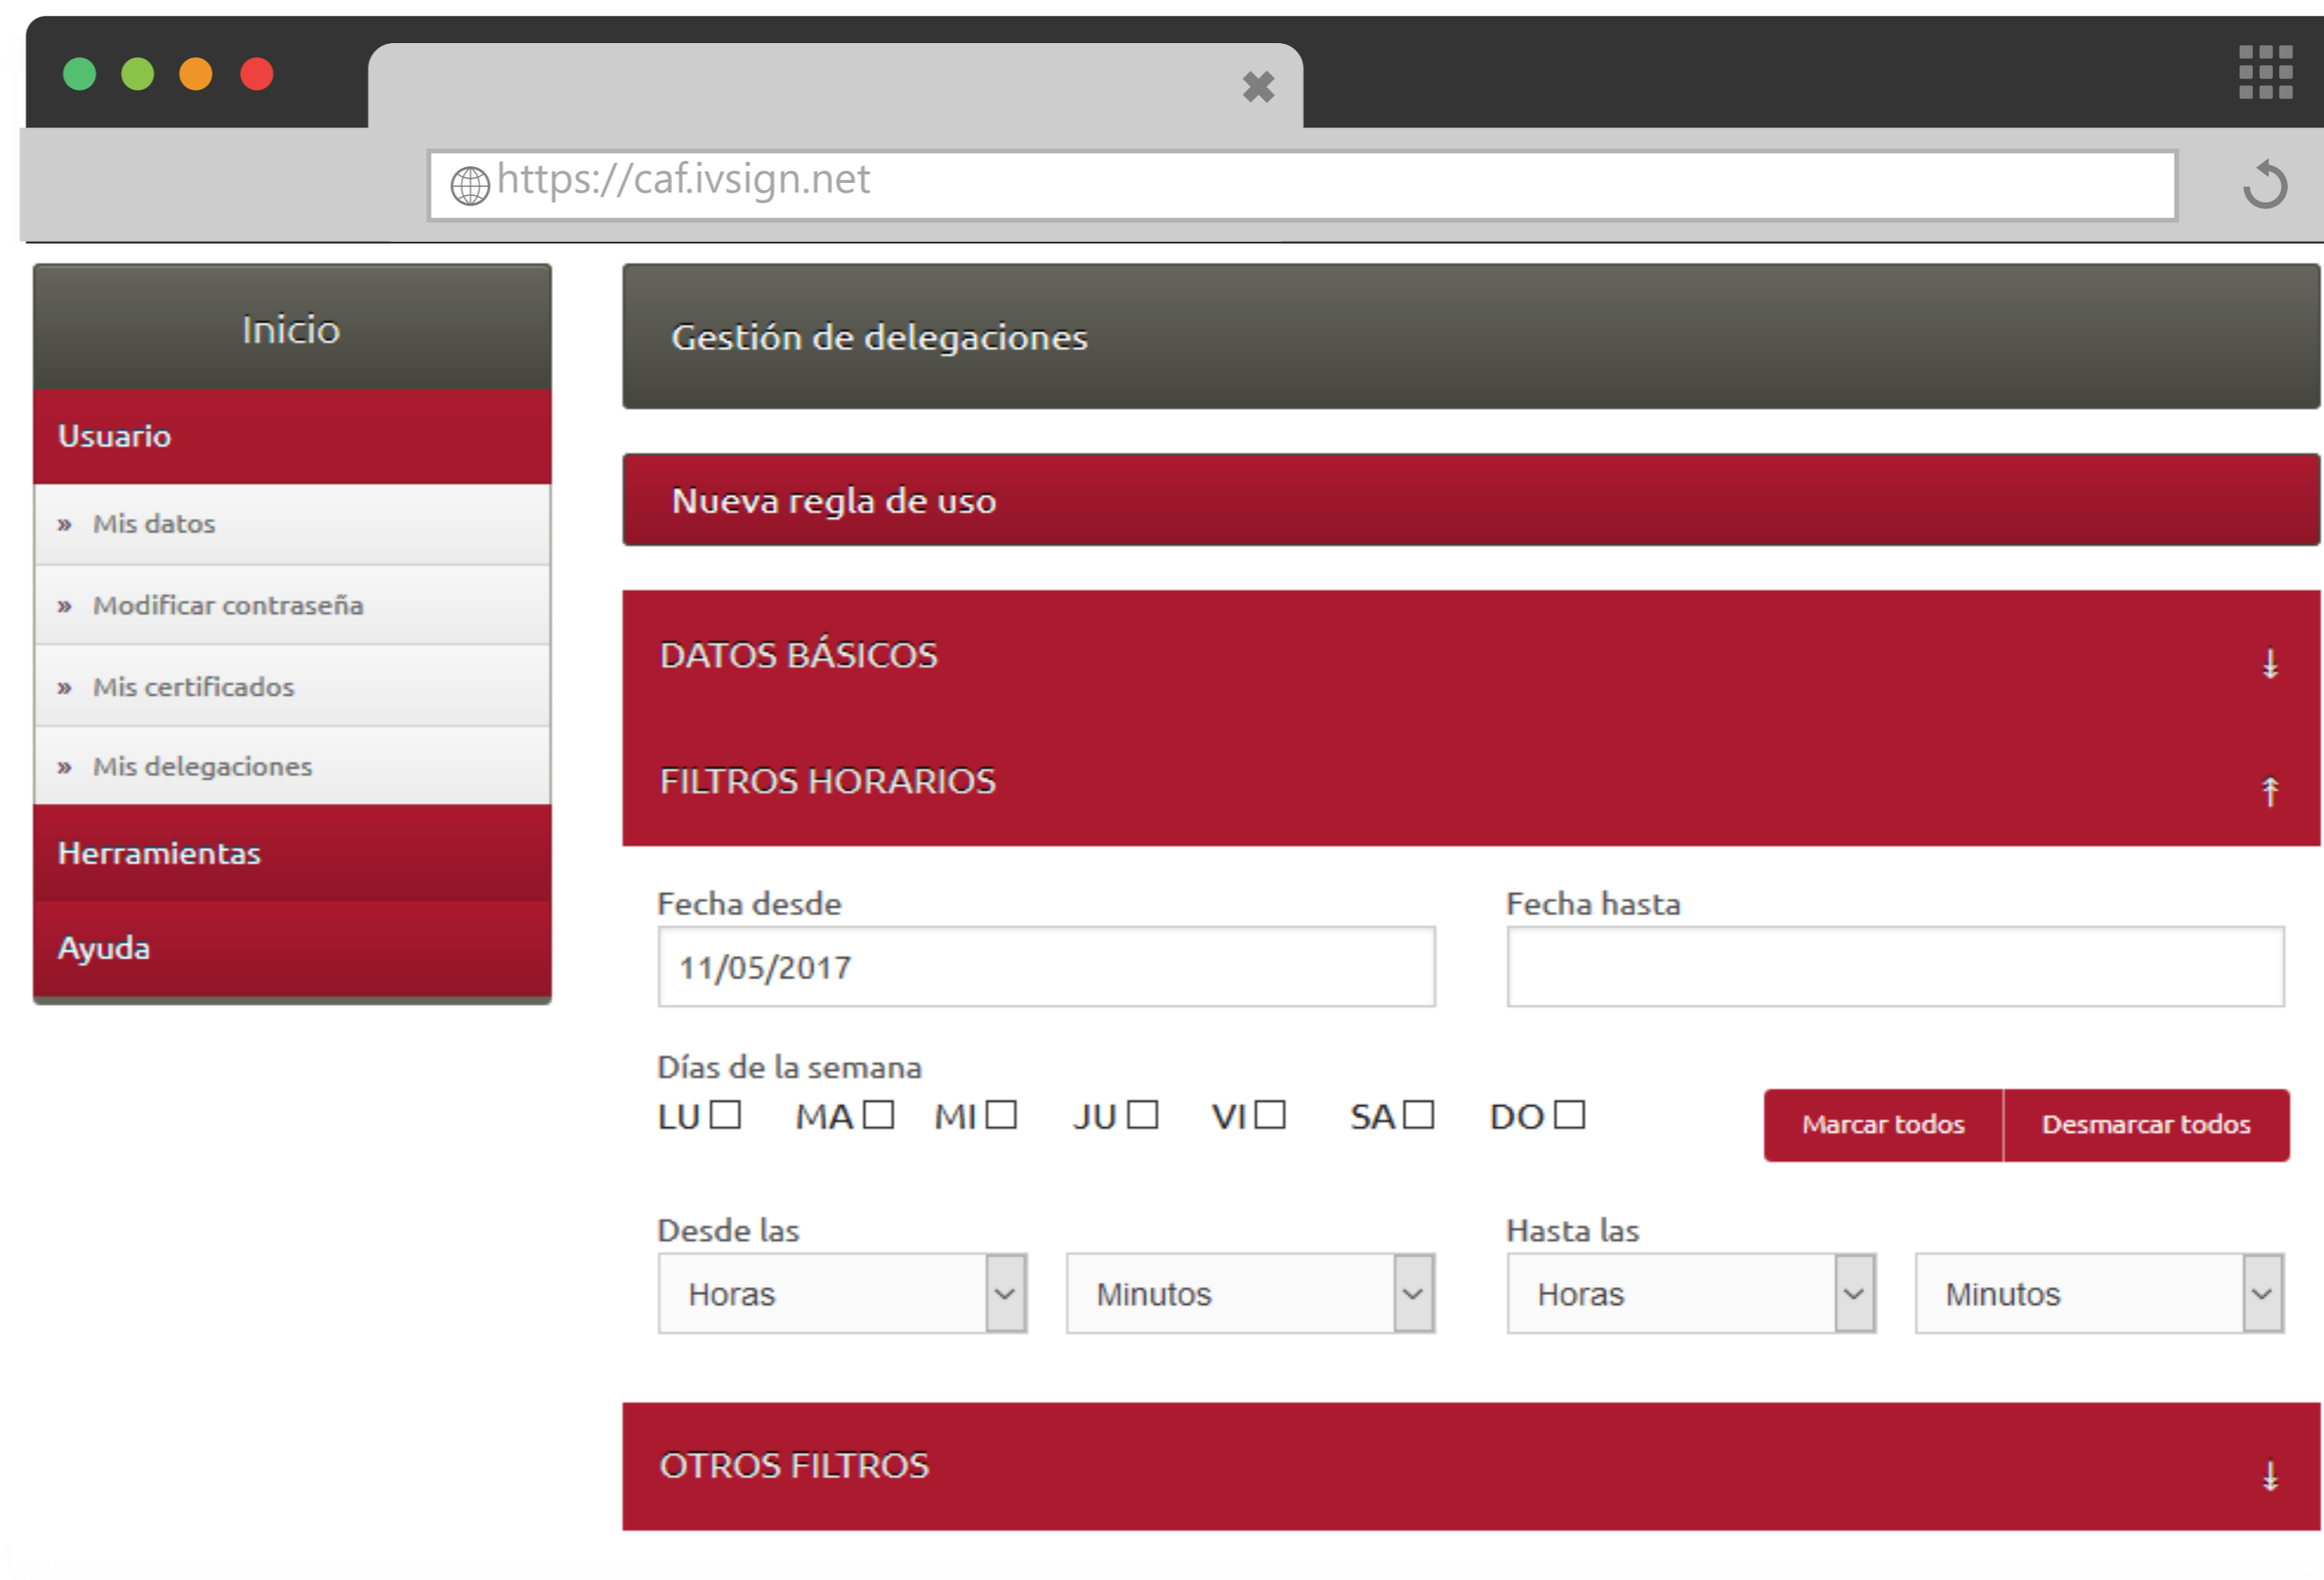 https://caf.ivsign.net
Inicio
Usuario
» Mis datos
» Modificar contraseña
» Mis certificados
» Mis delegaciones
Herramientas
Ayuda
Gestión de delegaciones
Nueva regla de uso
DATOS BÁSICOS
FILTROS HORARIOS
Fecha desde Fecha hasta
11/05/2017
Días de la semana
LU MA MI JU VI SA DO Marcar todos Desmarcar todos
Desde las Hasta las
Horas Minutos Horas Minutos
OTROS FILTROS